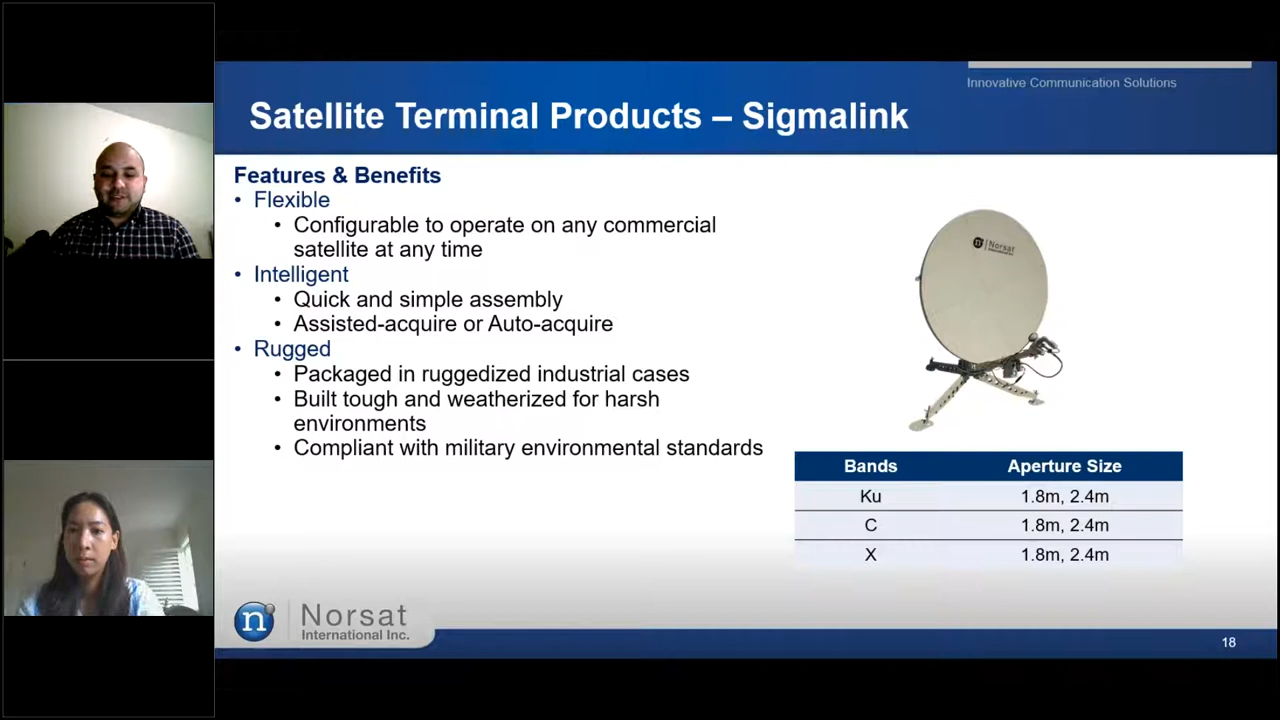 Innovative Communication Solutions
Satellite Terminal Products – Sigmalink
Features & Benefits
• Flexible
• Configurable to operate on any commercial
satellite at any time
• Intelligent
• Quick and simple assembly
• Assisted-acquire or Auto-acquire
• Rugged
• Packaged in ruggedized industrial cases
• Built tough and weatherized for harsh
environments
• Compliant with military environmental standards
n Norsat
Bands Aperture Size
Ku 1.8m, 2.4m
C 1.8m, 2.4m
X 1.8m, 2.4m
n Norsat
International Inc.
18